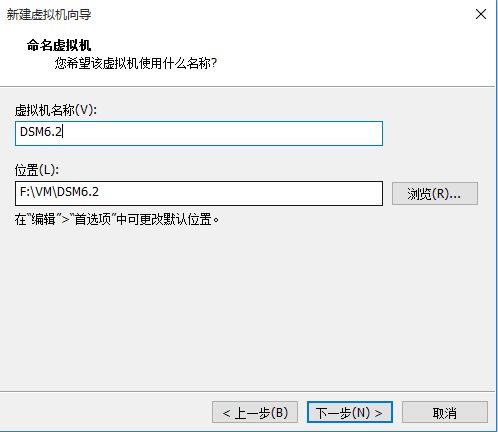 新建虚拟机向导
命名虚拟机
您希望该虚拟机使用什么名称?
虚拟机名称(V):
DSM6.2
位置(L):
F:\VM\DSM6.2
浏览(R)...
在"编辑">"首选项"中可更改默认位置。
< 上一步(B)
下一步(N) >
取消